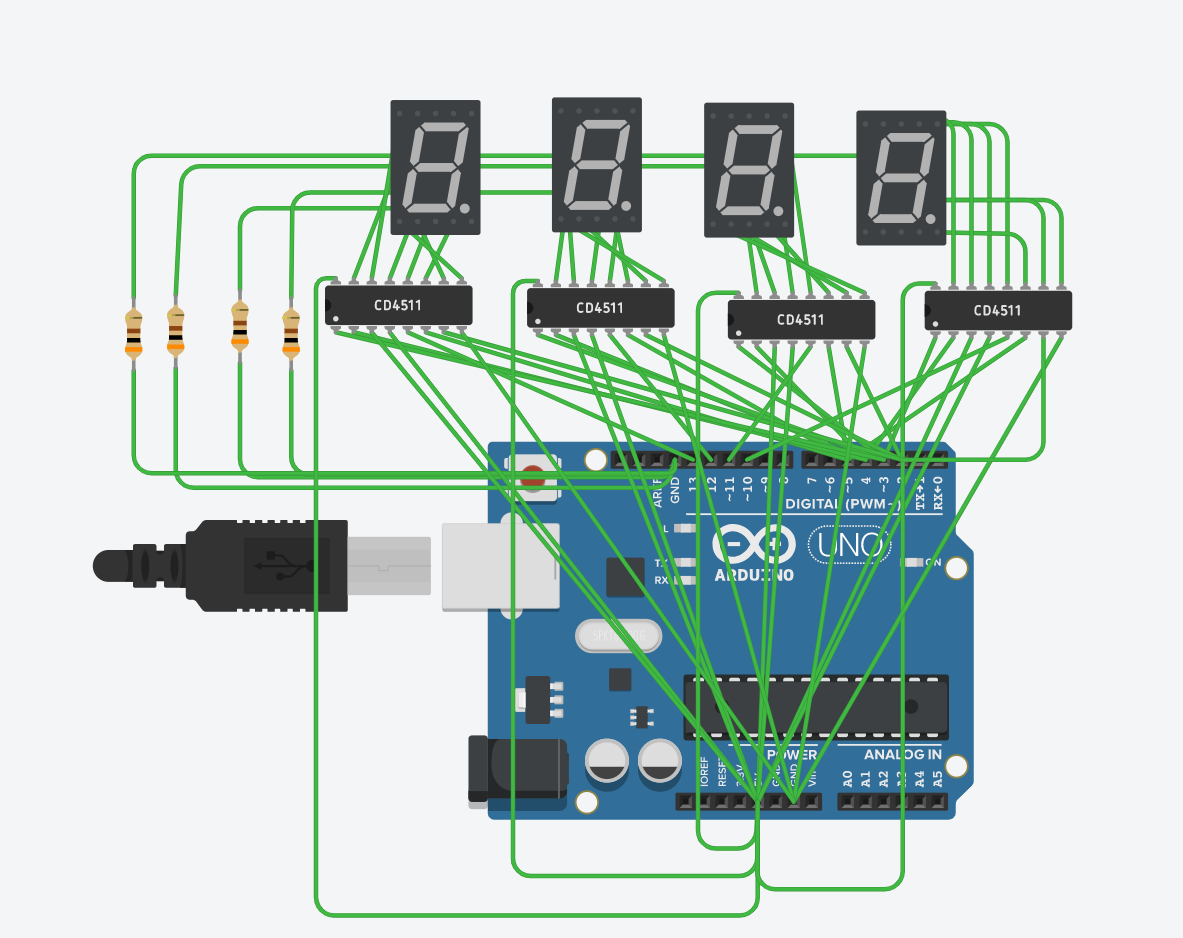 CD4511
CD4511
CD4511
CD4511
AREF
GND
13
12
~11
~10
~9
8
7
~6
~5
4
~3
2
TX→1
RX←0
DIGITAL (PWM~)
L
TX
RX
UNO
ON
ARDUINO
POWER
ANALOG IN
IOREF
RESET
3.3V
5V
GND
GND
VIN
A0
A1
A2
A3
A4
A5